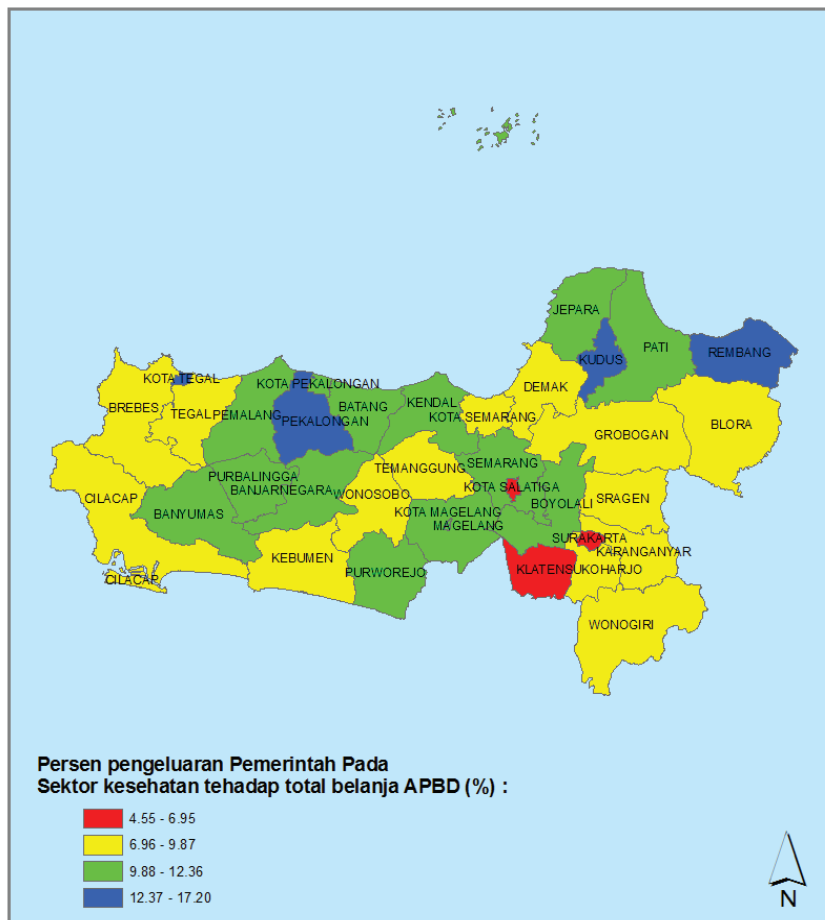 JEPARA
PATI
KUDUS
REMBANG
DEMAK
KOTA TEGAL
KOTA PEKALONGAN
BREBES
TEGAL
PEMALANG
BATANG
KENDAL
PEKALONGAN
KOTA SEMARANG
BLORA
GROBOGAN
SEMARANG
TEMANGGUNG
PURBALINGGA
BANJARNEGARA
WONOSOBO
KOTA SALATIGA
BOYOLALI
SRAGEN
CILACAP
BANYUMAS
KOTA MAGELANG
MAGELANG
SURAKARTA
KARANGANYAR
KEBUMEN
PURWOREJO
KLATEN
SUKOHARJO
CILACAP
WONOGIRI
Persen pengeluaran Pemerintah Pada
Sektor kesehatan tehadap total belanja APBD (%) :
4.55 - 6.95
6.96 - 9.87
9.88 - 12.36
12.37 - 17.20
N